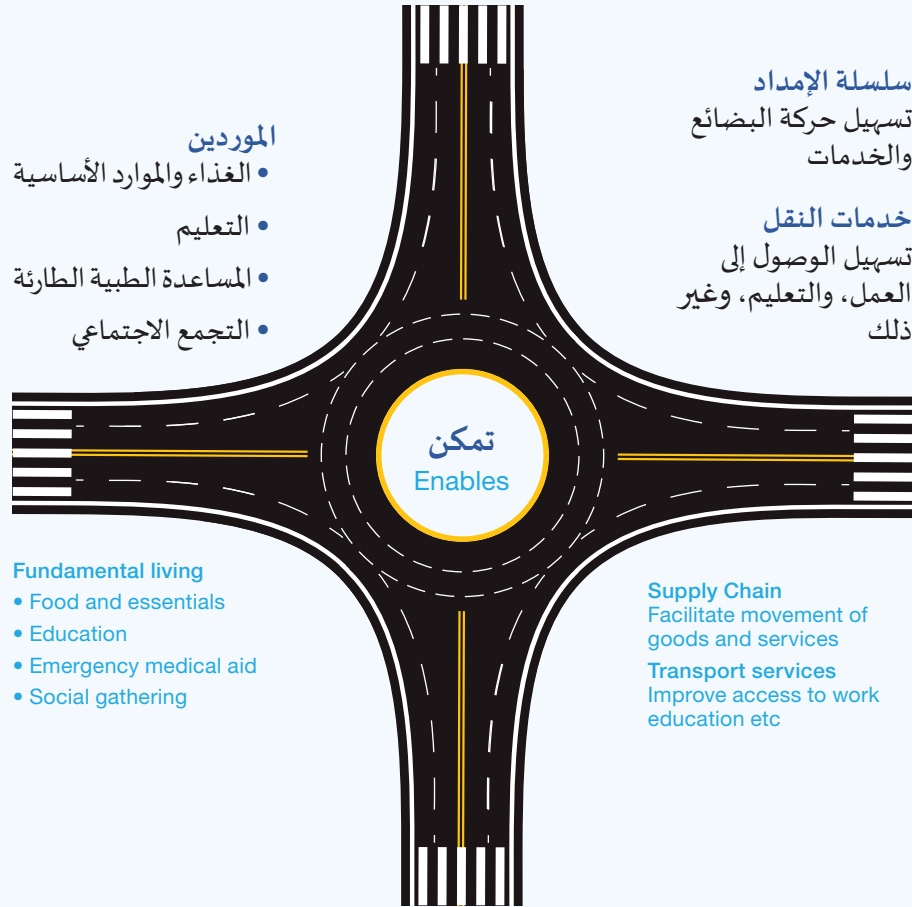 الموردين
• الغذاء والموارد الأساسية
• التعليم
• المساعدة الطبية الطارئة
• التجمع الاجتماعي
سلسلة الإمداد
تسهيل حركة البضائع
والخدمات
خدمات النقل
تسهيل الوصول إلى
العمل، والتعليم، وغير
ذلك
تمكن
Enables
Fundamental living
• Food and essentials
• Education
• Emergency medical aid
• Social gathering
Supply Chain
Facilitate movement of
goods and services
Transport services
Improve access to work
education etc